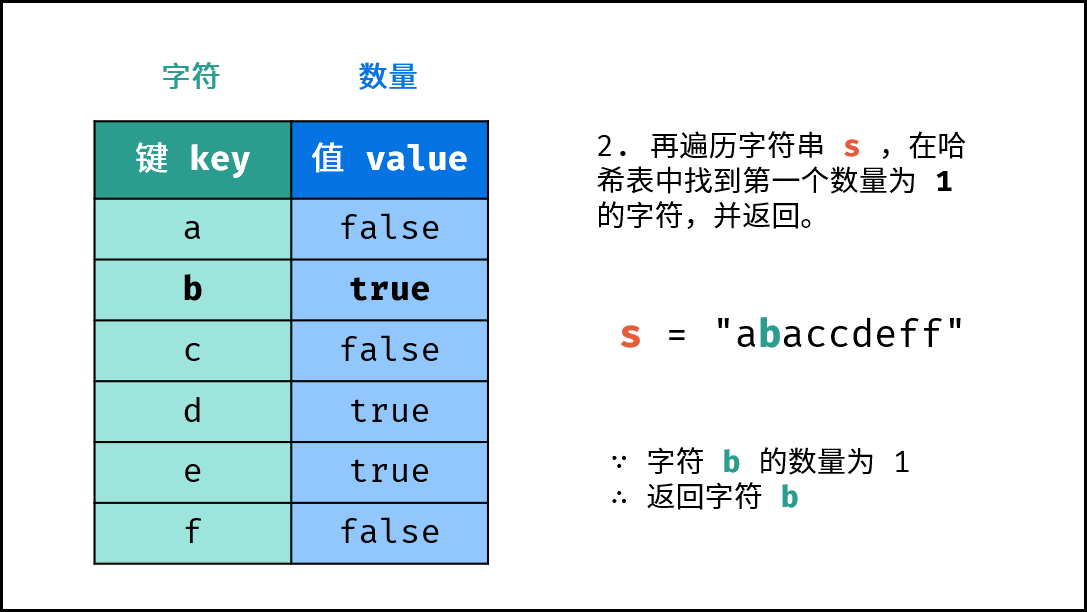 字符 数量
键 key 值 value
a false
b true
c false
d true
e true
f false
2. 再遍历字符串 s ，在哈
希表中找到第一个数量为 1
的字符，并返回。
s = "abaccdeff"
∵ 字符 b 的数量为 1
∴ 返回字符 b